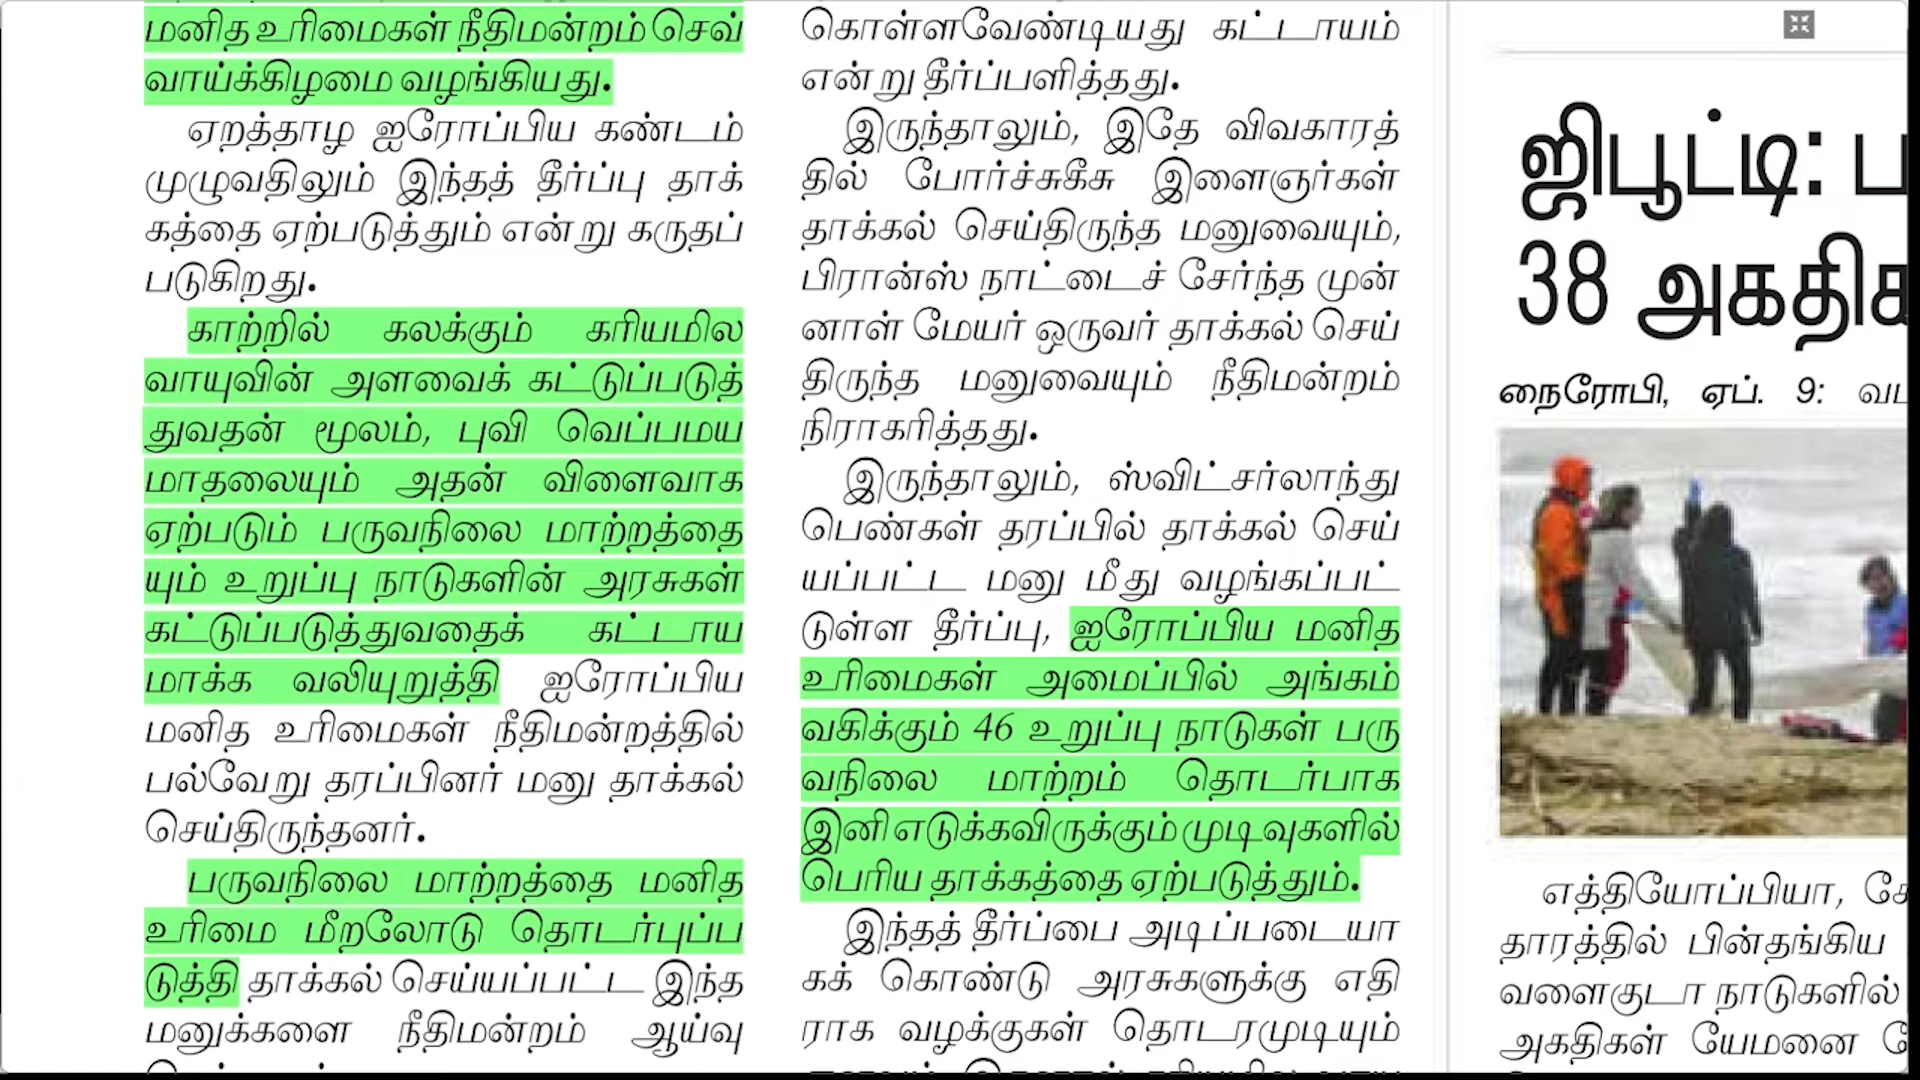 மனித உரிமைகள் நீதிமன்றம் செவ்
வாய்க்கிழமை வழங்கியது.
ஏறத்தாழ ஐரோப்பிய கண்டம்
முழுவதிலும் இந்தத் தீர்ப்பு தாக்
கத்தை ஏற்படுத்தும் என்று கருதப்
படுகிறது.
காற்றில் கலக்கும் கரியமில
வாயுவின் அளவைக் கட்டுப்படுத்
துவதன் மூலம், புவி வெப்பமய
மாதலையும் அதன் விளைவாக
ஏற்படும் பருவநிலை மாற்றத்தை
யும் உறுப்பு நாடுகளின் அரசுகள்
கட்டுப்படுத்துவதைக் கட்டாய
மாக்க வலியுறுத்தி ஐரோப்பிய
மனித உரிமைகள் நீதிமன்றத்தில்
பல்வேறு தரப்பினர் மனு தாக்கல்
செய்திருந்தனர்.
பருவநிலை மாற்றத்தை மனித
உரிமை மீறலோடு தொடர்புப்ப
டுத்தி தாக்கல் செய்யப்பட்ட இந்த
மனுக்களை நீதிமன்றம் ஆய்வு
கொள்ளவேண்டியது கட்டாயம்
என்று தீர்ப்பளித்தது.
இருந்தாலும், இதே விவகாரத்
தில் போர்ச்சுகீசு இளைஞர்கள்
தாக்கல் செய்திருந்த மனுவையும்,
பிரான்ஸ் நாட்டைச் சேர்ந்த முன்
னாள் மேயர் ஒருவர் தாக்கல் செய்
திருந்த மனுவையும் நீதிமன்றம்
நிராகரித்தது.
இருந்தாலும், ஸ்விட்சர்லாந்து
பெண்கள் தரப்பில் தாக்கல் செய்
யப்பட்ட மனு மீது வழங்கப்பட்
டுள்ள தீர்ப்பு, ஐரோப்பிய மனித
உரிமைகள் அமைப்பில் அங்கம்
வகிக்கும் 46 உறுப்பு நாடுகள் பரு
வநிலை மாற்றம் தொடர்பாக
இனி எடுக்கவிருக்கும் முடிவுகளில்
பெரிய தாக்கத்தை ஏற்படுத்தும்.
இந்தத் தீர்ப்பை அடிப்படையா
கக் கொண்டு அரசுகளுக்கு எதி
ராக வழக்குகள் தொடரமுடியும்
ஜிபூட்டி: ப
38 அகதிக
நைரோபி, ஏப். 9: வட
எத்தியோப்பியா, சே
தாரத்தில் பின்தங்கிய
வளைகுடா நாடுகளில்
அகதிகள் யேமனை